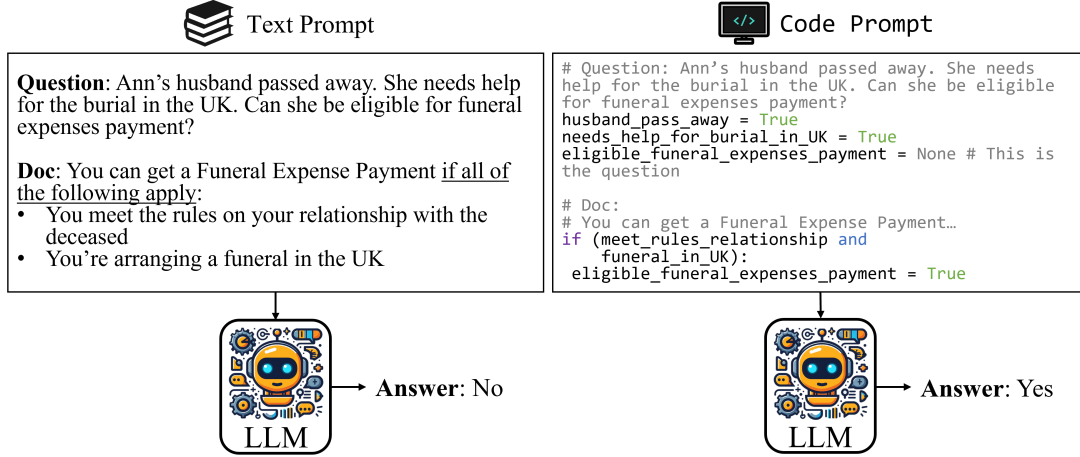 Text Prompt
Question: Ann's husband passed away. She needs
help for the burial in the UK. Can she be eligible
for funeral
expenses payment?
Doc: You can get a Funeral Expense Payment if all of
the following apply:
• You meet the rules on your relationship with the
deceased
• You're arranging a funeral in the UK
LLM
Answer: No
</> Code Prompt
# Question: Ann's husband passed away. She needs
help for the burial in the UK. Can she be eligible
for funeral expenses payment?
husband_pass_away = True
needs_help_for_burial_in_UK = True
eligible_funeral_expenses_payment = None # This is
the question
# Doc:
# You can get a Funeral Expense Payment…
if (meet_rules_relationship and
funeral_in_UK):
eligible_funeral_expenses_payment = True
LLM
Answer: Yes